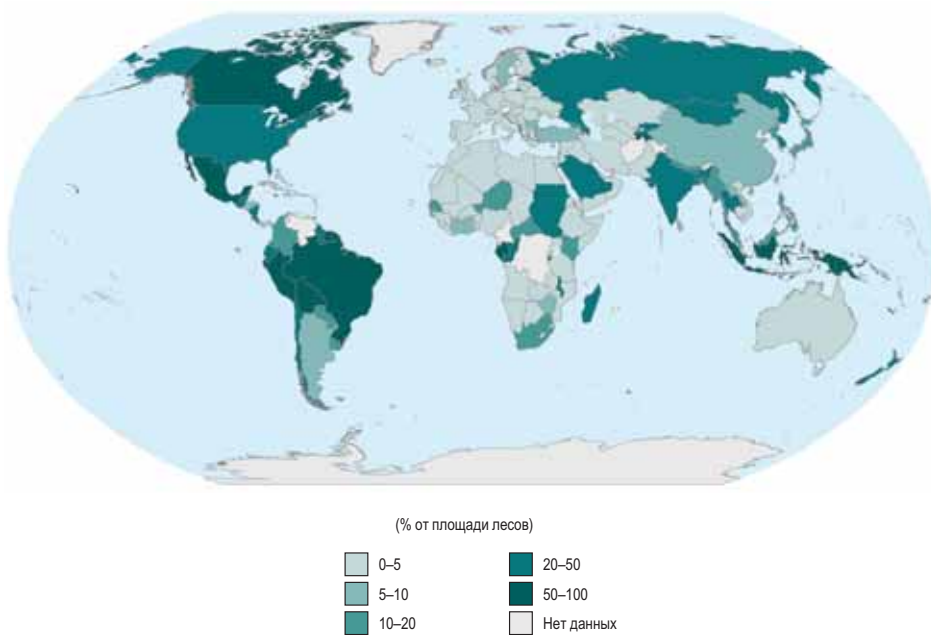 (% от площади лесов)
0–5
5–10
10–20
20–50
50–100
Нет данных